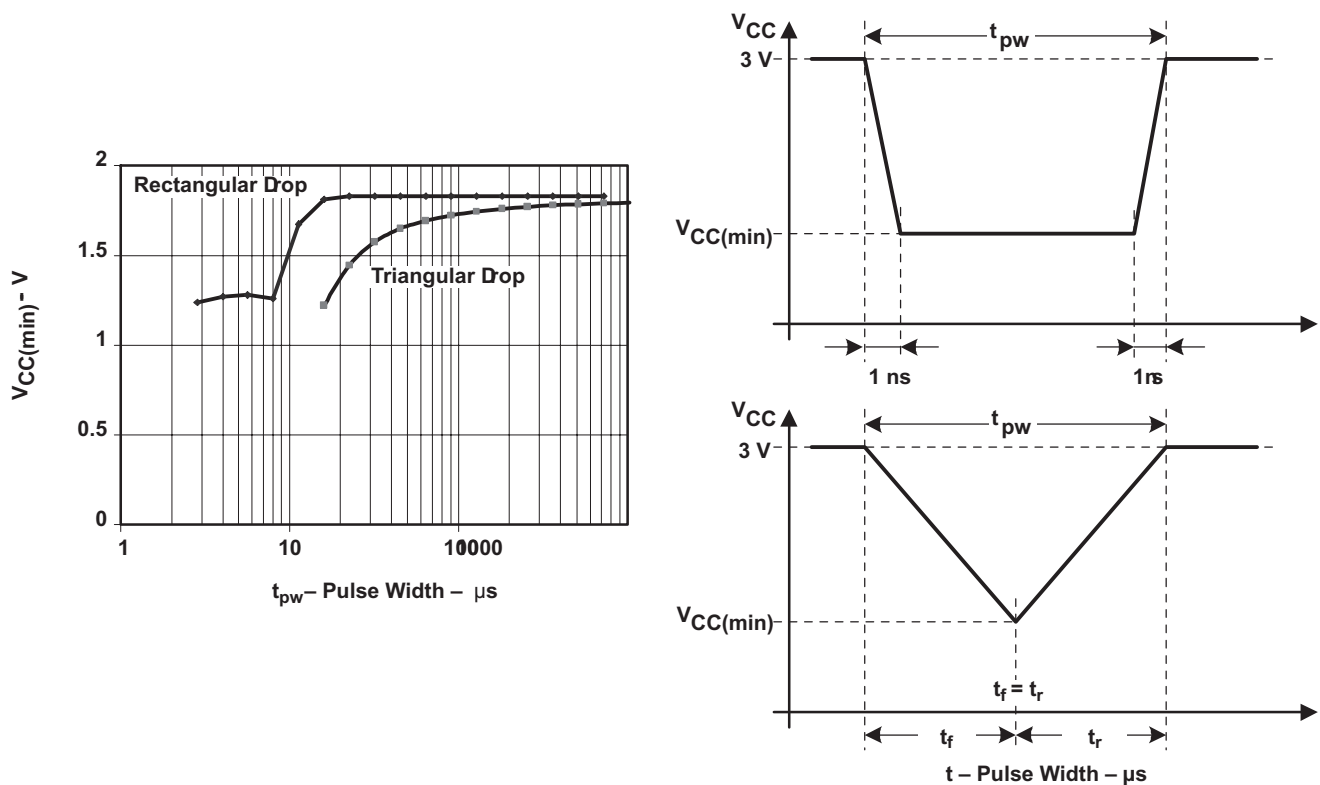 2
Rectangular Drop
1.5
Triangular Drop
VCC(min) - V
1
0.5
0
1
10
tpw– Pulse Width – µs
VCC
tpw
3 V
VCC(min)
1 ns
1ns
VCC
tpw
3 V
VCC(min)
tf = tr
tf
tr
t – Pulse Width – µs